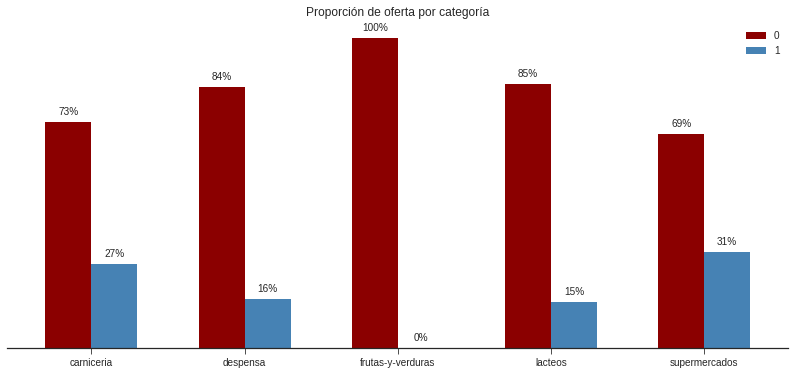 Proporción de oferta por categoría
0
1
73%
27%
84%
16%
100%
0%
85%
15%
69%
31%
carniceria
despensa
frutas-y-verduras
lacteos
supermercados